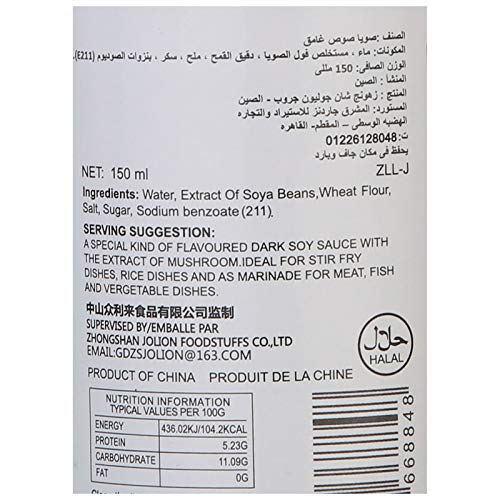 الصنف: صويا صوص غامق
المكونات: ماء ، مستخلص فول الصويا ، دقيق القمح ، ملح ، سكر ، بنزوات الصوديوم (E211).
الوزن الصافى: 150 مللى
المنشأ : الصين
المنتج : زهونج شان جوليون جروب - الصين
المستورد: المشرق جاردنز للاستيراد والتجاره
الهضبه الوسطى – المقطم- القاهره
ت:01226128048
يحفظ فى مكان جاف وبارد
NET: 150 ml ZLL-J
Ingredients: Water, Extract Of Soya Beans,Wheat Flour,
Salt, Sugar, Sodium benzoate (211).
SERVING SUGGESTION:
A SPECIAL KIND OF FLAVOURED DARK SOY SAUCE WITH
THE EXTRACT OF MUSHROOM.IDEAL FOR STIR FRY
DISHES, RICE DISHES AND AS MARINADE FOR MEAT, FISH
AND VERGETABLE DISHES.
中山众利来食品有限公司监制
SUPERVISED BY/EMBALLE PAR
ZHONGSHAN JOLION FOODSTUFFS CO.,LTD
EMAIL:GDZSJOLION@163.COM
حلال
HALAL
PRODUCT OF CHINA PRODUIT DE LA CHINE
NUTRITION INFORMATION
TYPICAL VALUES PER 100G
ENERGY 436.02KJ/104.2KCAL
PROTEIN 5.23G
CARBOHYDRATE 11.09G
FAT 0G
668848